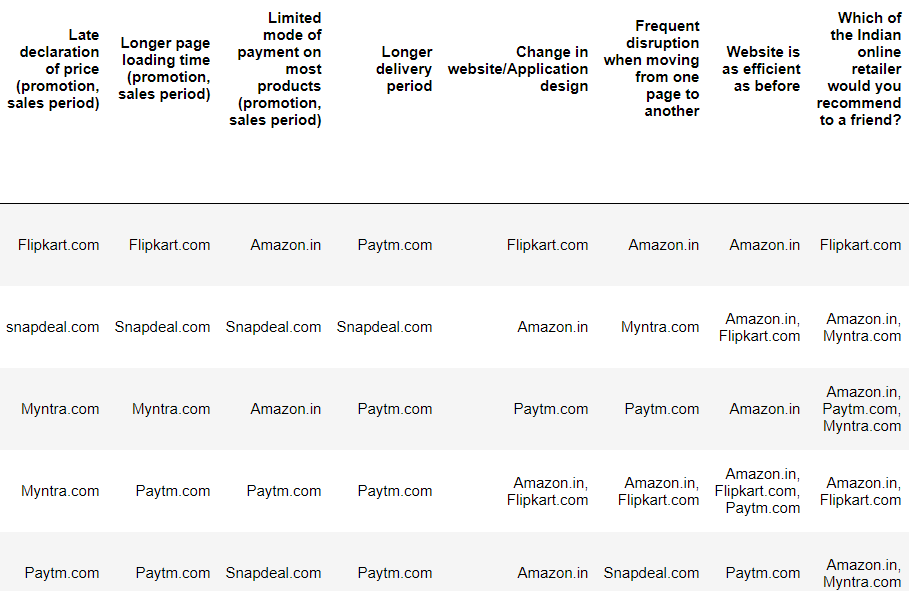 Late declaration of price (promotion, sales period)
Longer page loading time (promotion, sales period)
Limited mode of payment on most products (promotion, sales period)
Longer delivery period
Change in website/Application design
Frequent disruption when moving from one page to another
Website is as efficient as before
Which of the Indian online retailer would you recommend to a friend?
Flipkart.com Flipkart.com Amazon.in Paytm.com Flipkart.com Amazon.in Amazon.in Flipkart.com
snapdeal.com Snapdeal.com Snapdeal.com Snapdeal.com Amazon.in Myntra.com Amazon.in, Flipkart.com Amazon.in, Myntra.com
Myntra.com Myntra.com Amazon.in Paytm.com Paytm.com Paytm.com Amazon.in Amazon.in, Paytm.com, Myntra.com
Myntra.com Paytm.com Paytm.com Paytm.com Amazon.in, Flipkart.com Amazon.in, Flipkart.com Amazon.in, Flipkart.com, Paytm.com Amazon.in, Flipkart.com
Paytm.com Paytm.com Snapdeal.com Paytm.com Amazon.in Snapdeal.com Paytm.com Amazon.in, Myntra.com